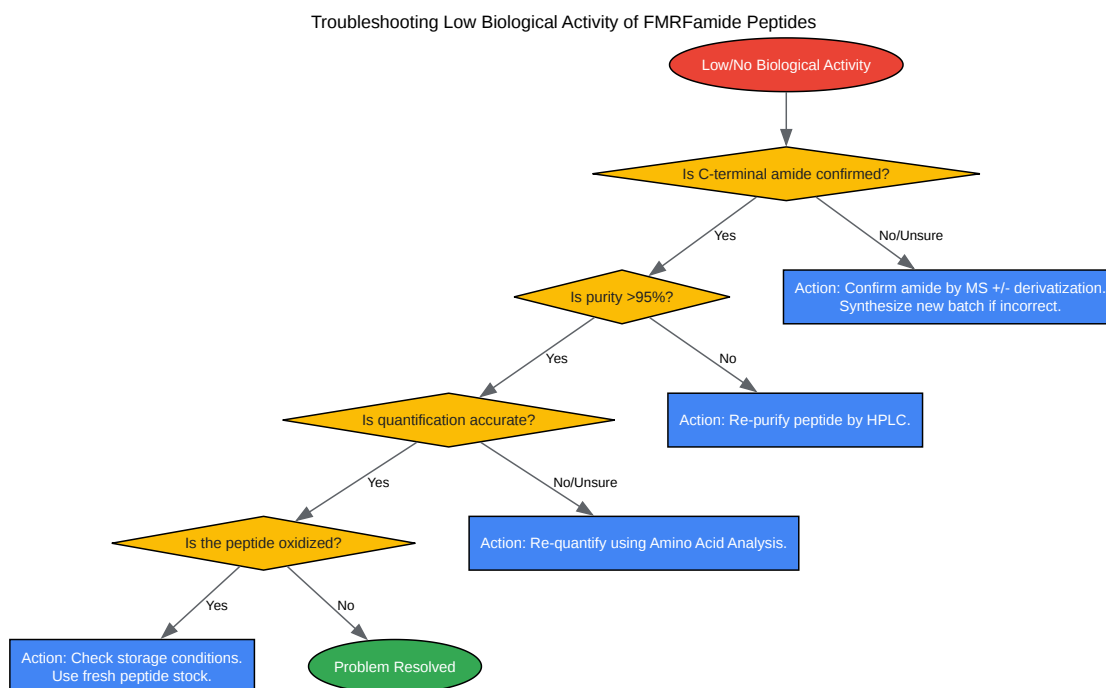 Troubleshooting Low Biological Activity of FMRFamide Peptides
Low/No Biological Activity
Is C-terminal amide confirmed?
Yes
No/Unsure
Is purity >95%?
Action: Confirm amide by MS +/- derivatization.
Synthesize new batch if incorrect.
Yes
No
Is quantification accurate?
Action: Re-purify peptide by HPLC.
Yes
No/Unsure
Is the peptide oxidized?
Action: Re-quantify using Amino Acid Analysis.
Yes
No
Action: Check storage conditions.
Use fresh peptide stock.
Problem Resolved